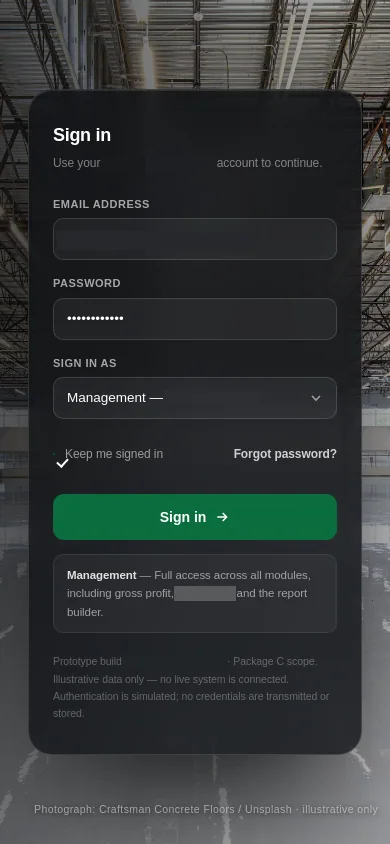 Sign in
Use your account to continue.
EMAIL ADDRESS
PASSWORD
••••••••••••
SIGN IN AS
Management —
Keep me signed in
Forgot password?
Sign in →
Management — Full access across all modules,
including gross profit, and the report
builder.
Prototype build · Package C scope.
Illustrative data only — no live system is connected.
Authentication is simulated; no credentials are transmitted or
stored.
Photograph: Craftsman Concrete Floors / Unsplash · illustrative only